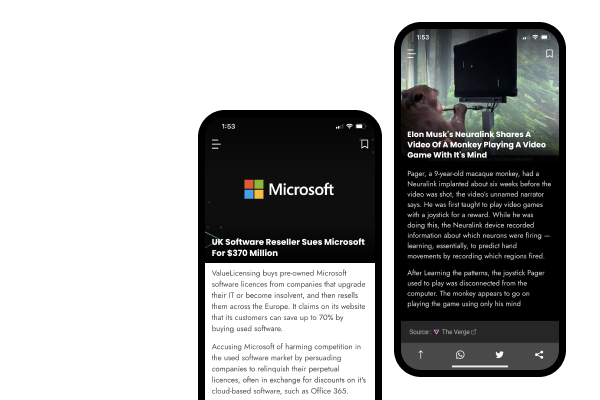 1:53
Microsoft
UK Software Reseller Sues Microsoft
For $370 Million
ValueLicensing buys pre-owned Microsoft
software licences from companies that upgrade
their IT or become insolvent, and then resells
them across the Europe. It claims on its website
that its customers can save up to 70% by
buying used software.
Accusing Microsoft of harming competition in
the used software market by persuading
companies to relinquish their perpetual
licences, often in exchange for discounts on it's
cloud-based software, such as Office 365.
1:53
Elon Musk's Neuralink Shares A
Video Of A Monkey Playing A Video
Game With It's Mind
Pager, a 9-year-old macaque monkey, had a
Neuralink implanted about six weeks before the
video was shot, the video's unnamed narrator
says. He was first taught to play video games
with a joystick for a reward. While he was
doing this, the Neuralink device recorded
information about which neurons were firing —
learning, essentially, to predict hand
movements by recording which regions fired.
After Learning the patterns, the joystick Pager
used to play was disconnected from the
computer. The monkey appears to go on
playing the game using only his mind
Source : The Verge